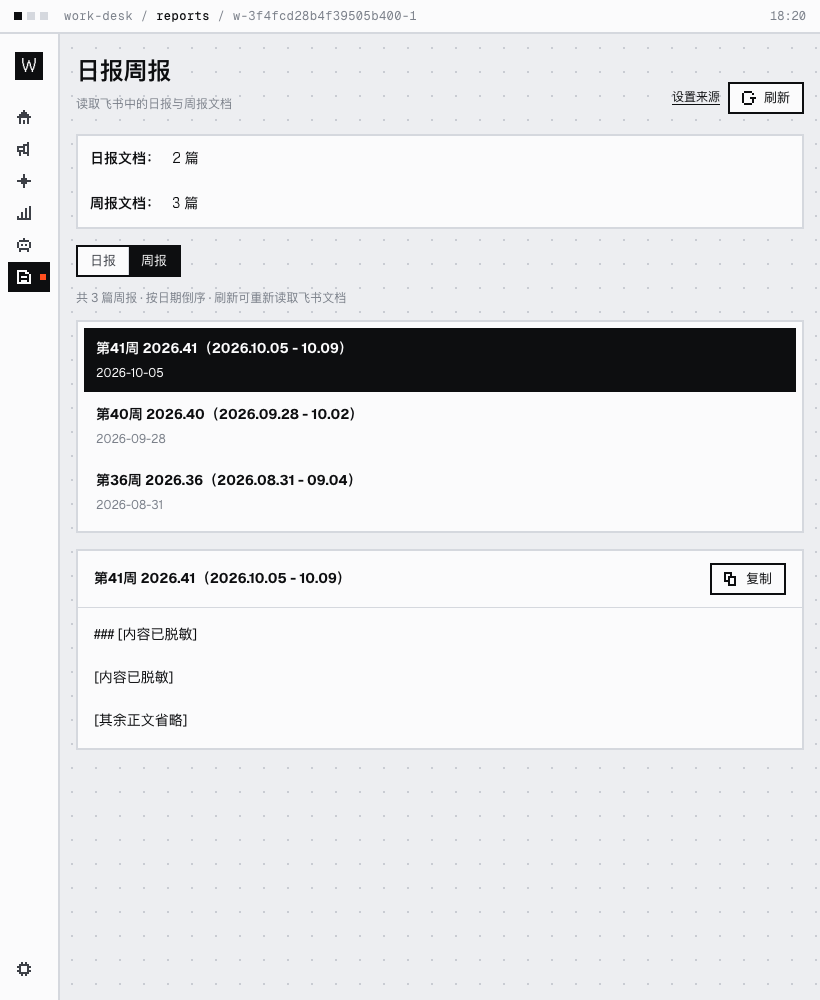 work-desk / reports / w-3f4fcd28b4f39505b400-1
18:20
W
日报周报
读取飞书中的日报与周报文档
设置来源
刷新
日报文档： 2 篇
周报文档： 3 篇
日报 周报
共 3 篇周报 · 按日期倒序 · 刷新可重新读取飞书文档
第41周 2026.41（2026.10.05 - 10.09）
2026-10-05
第40周 2026.40（2026.09.28 - 10.02）
2026-09-28
第36周 2026.36（2026.08.31 - 09.04）
2026-08-31
第41周 2026.41（2026.10.05 - 10.09）
复制
### [内容已脱敏]
[内容已脱敏]
[其余正文省略]